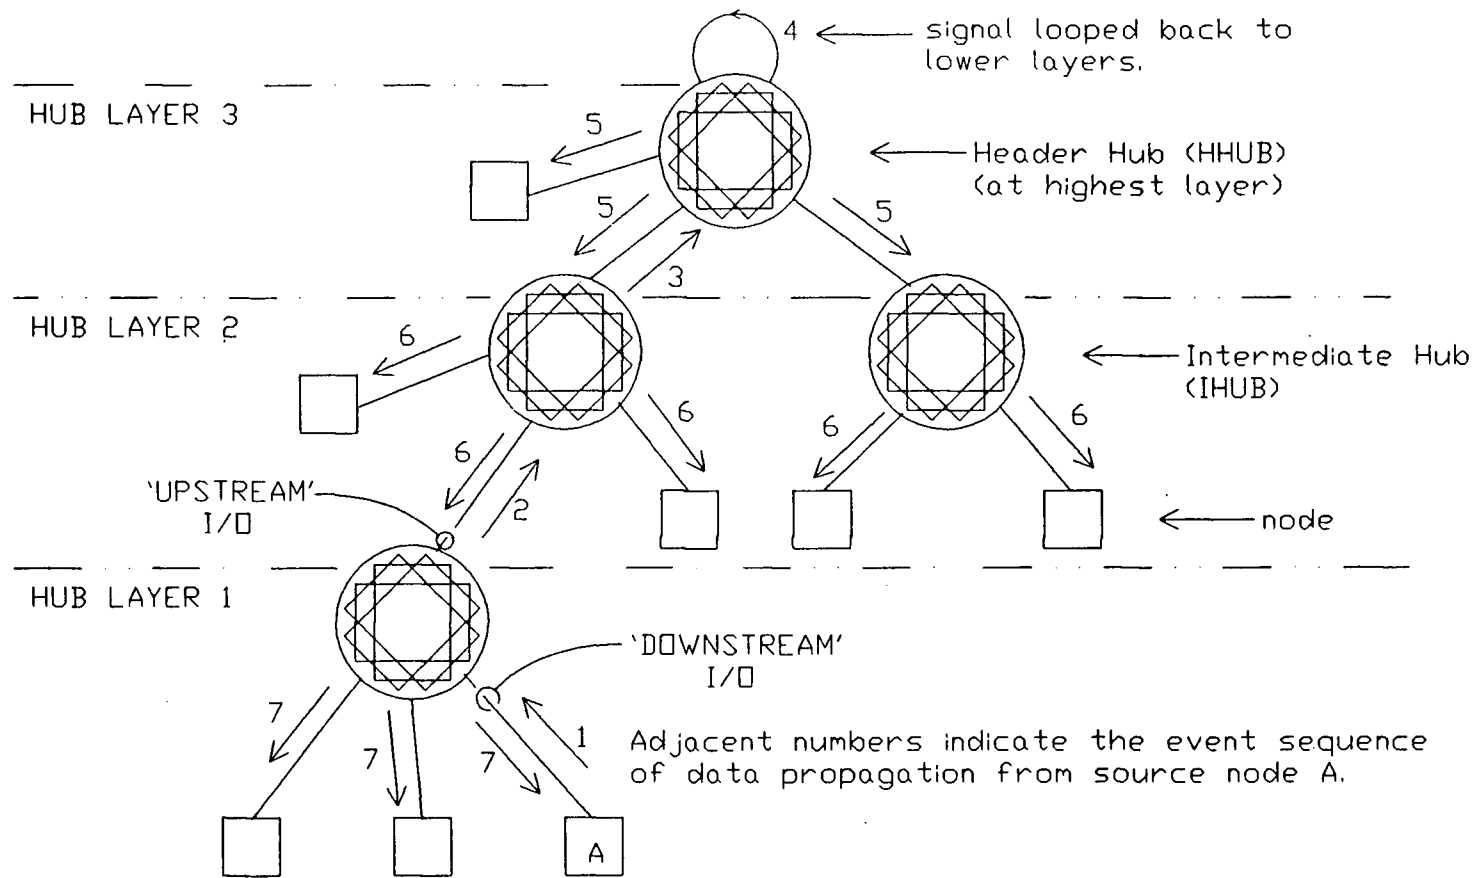 4
signal looped back to
lower layers.
HUB LAYER 3
5
Header Hub (HHUB)
(at highest layer)
5
5
3
HUB LAYER 2
6
Intermediate Hub
(IHUB)
6
6
6
6
'UPSTREAM'
I/O
2
node
HUB LAYER 1
'DOWNSTREAM'
I/O
7
7
7
1
Adjacent numbers indicate the event sequence
of data propagation from source node A.
A